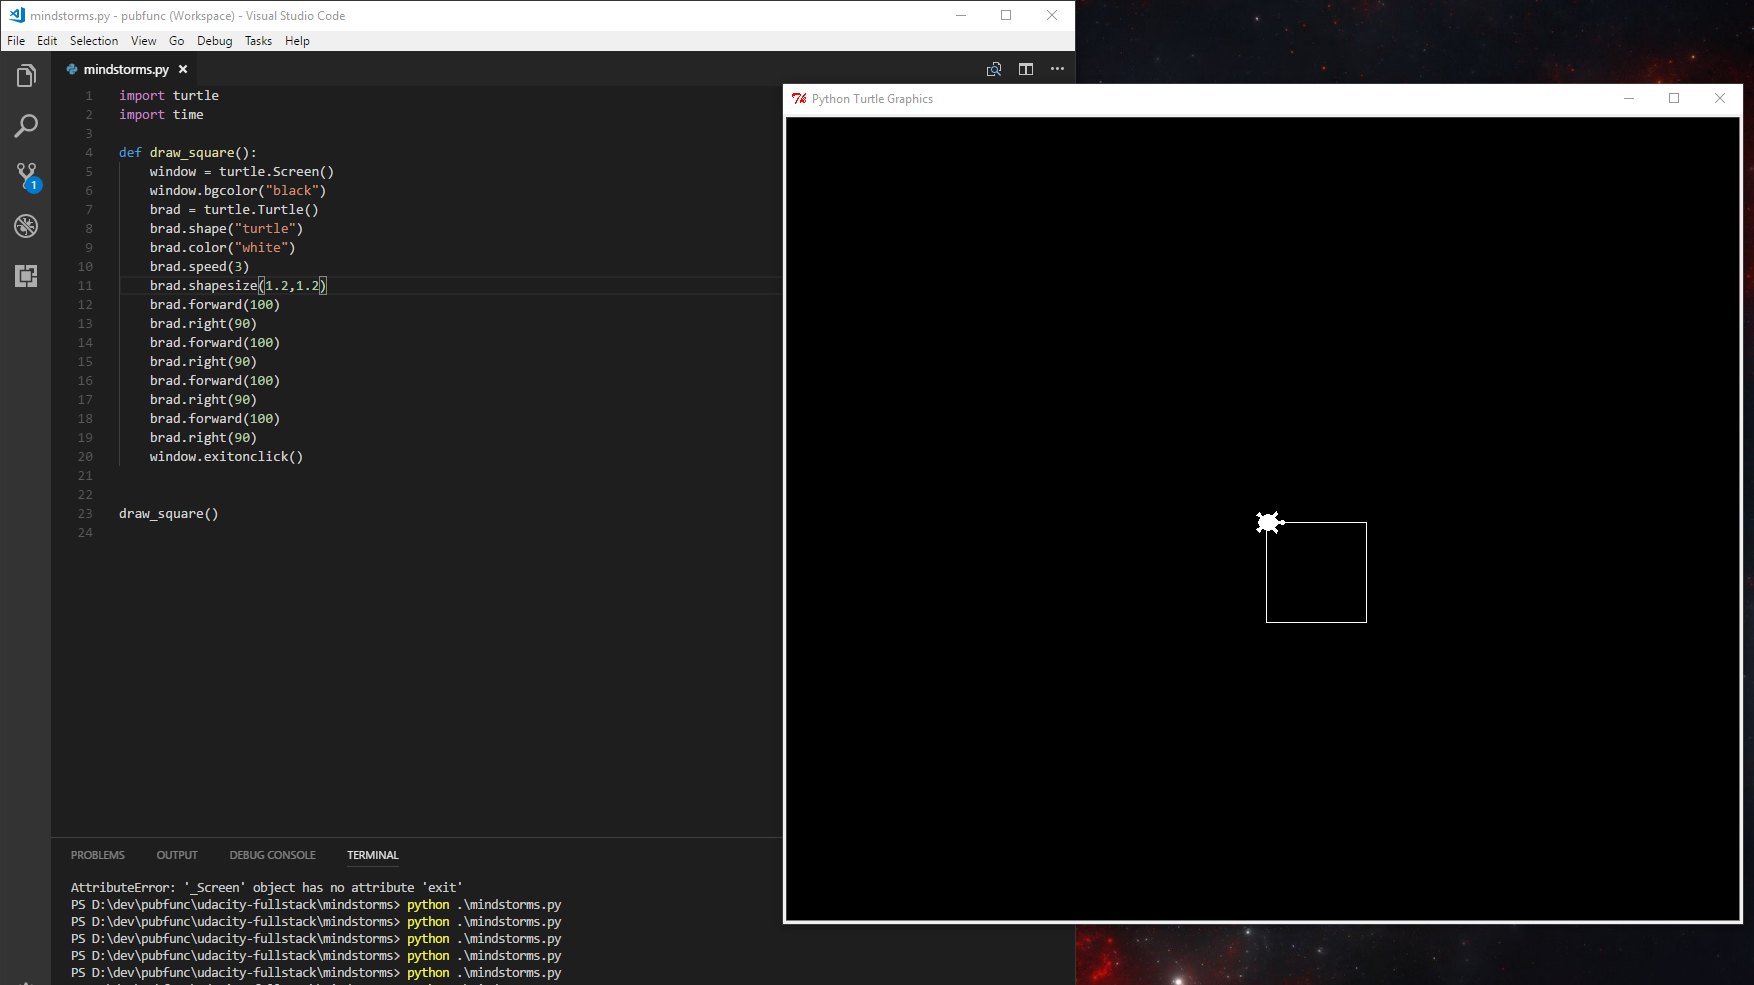 mindstorms.py - pubfunc (Workspace) - Visual Studio Code
File Edit Selection View Go Debug Tasks Help
mindstorms.py
1 import turtle
2 import time
3
4 def draw_square():
5 window = turtle.Screen()
6 window.bgcolor("black")
7 brad = turtle.Turtle()
8 brad.shape("turtle")
9 brad.color("white")
10 brad.speed(3)
11 brad.shapesize(1.2,1.2)
12 brad.forward(100)
13 brad.right(90)
14 brad.forward(100)
15 brad.right(90)
16 brad.forward(100)
17 brad.right(90)
18 brad.forward(100)
19 brad.right(90)
20 window.exitonclick()
21
22
23 draw_square()
24
1
PROBLEMS OUTPUT DEBUG CONSOLE TERMINAL
AttributeError: '_Screen' object has no attribute 'exit'
PS D:\dev\pubfunc\udacity-fullstack\mindstorms> python .\mindstorms.py
PS D:\dev\pubfunc\udacity-fullstack\mindstorms> python .\mindstorms.py
PS D:\dev\pubfunc\udacity-fullstack\mindstorms> python .\mindstorms.py
PS D:\dev\pubfunc\udacity-fullstack\mindstorms> python .\mindstorms.py
PS D:\dev\pubfunc\udacity-fullstack\mindstorms> python .\mindstorms.py
Python Turtle Graphics